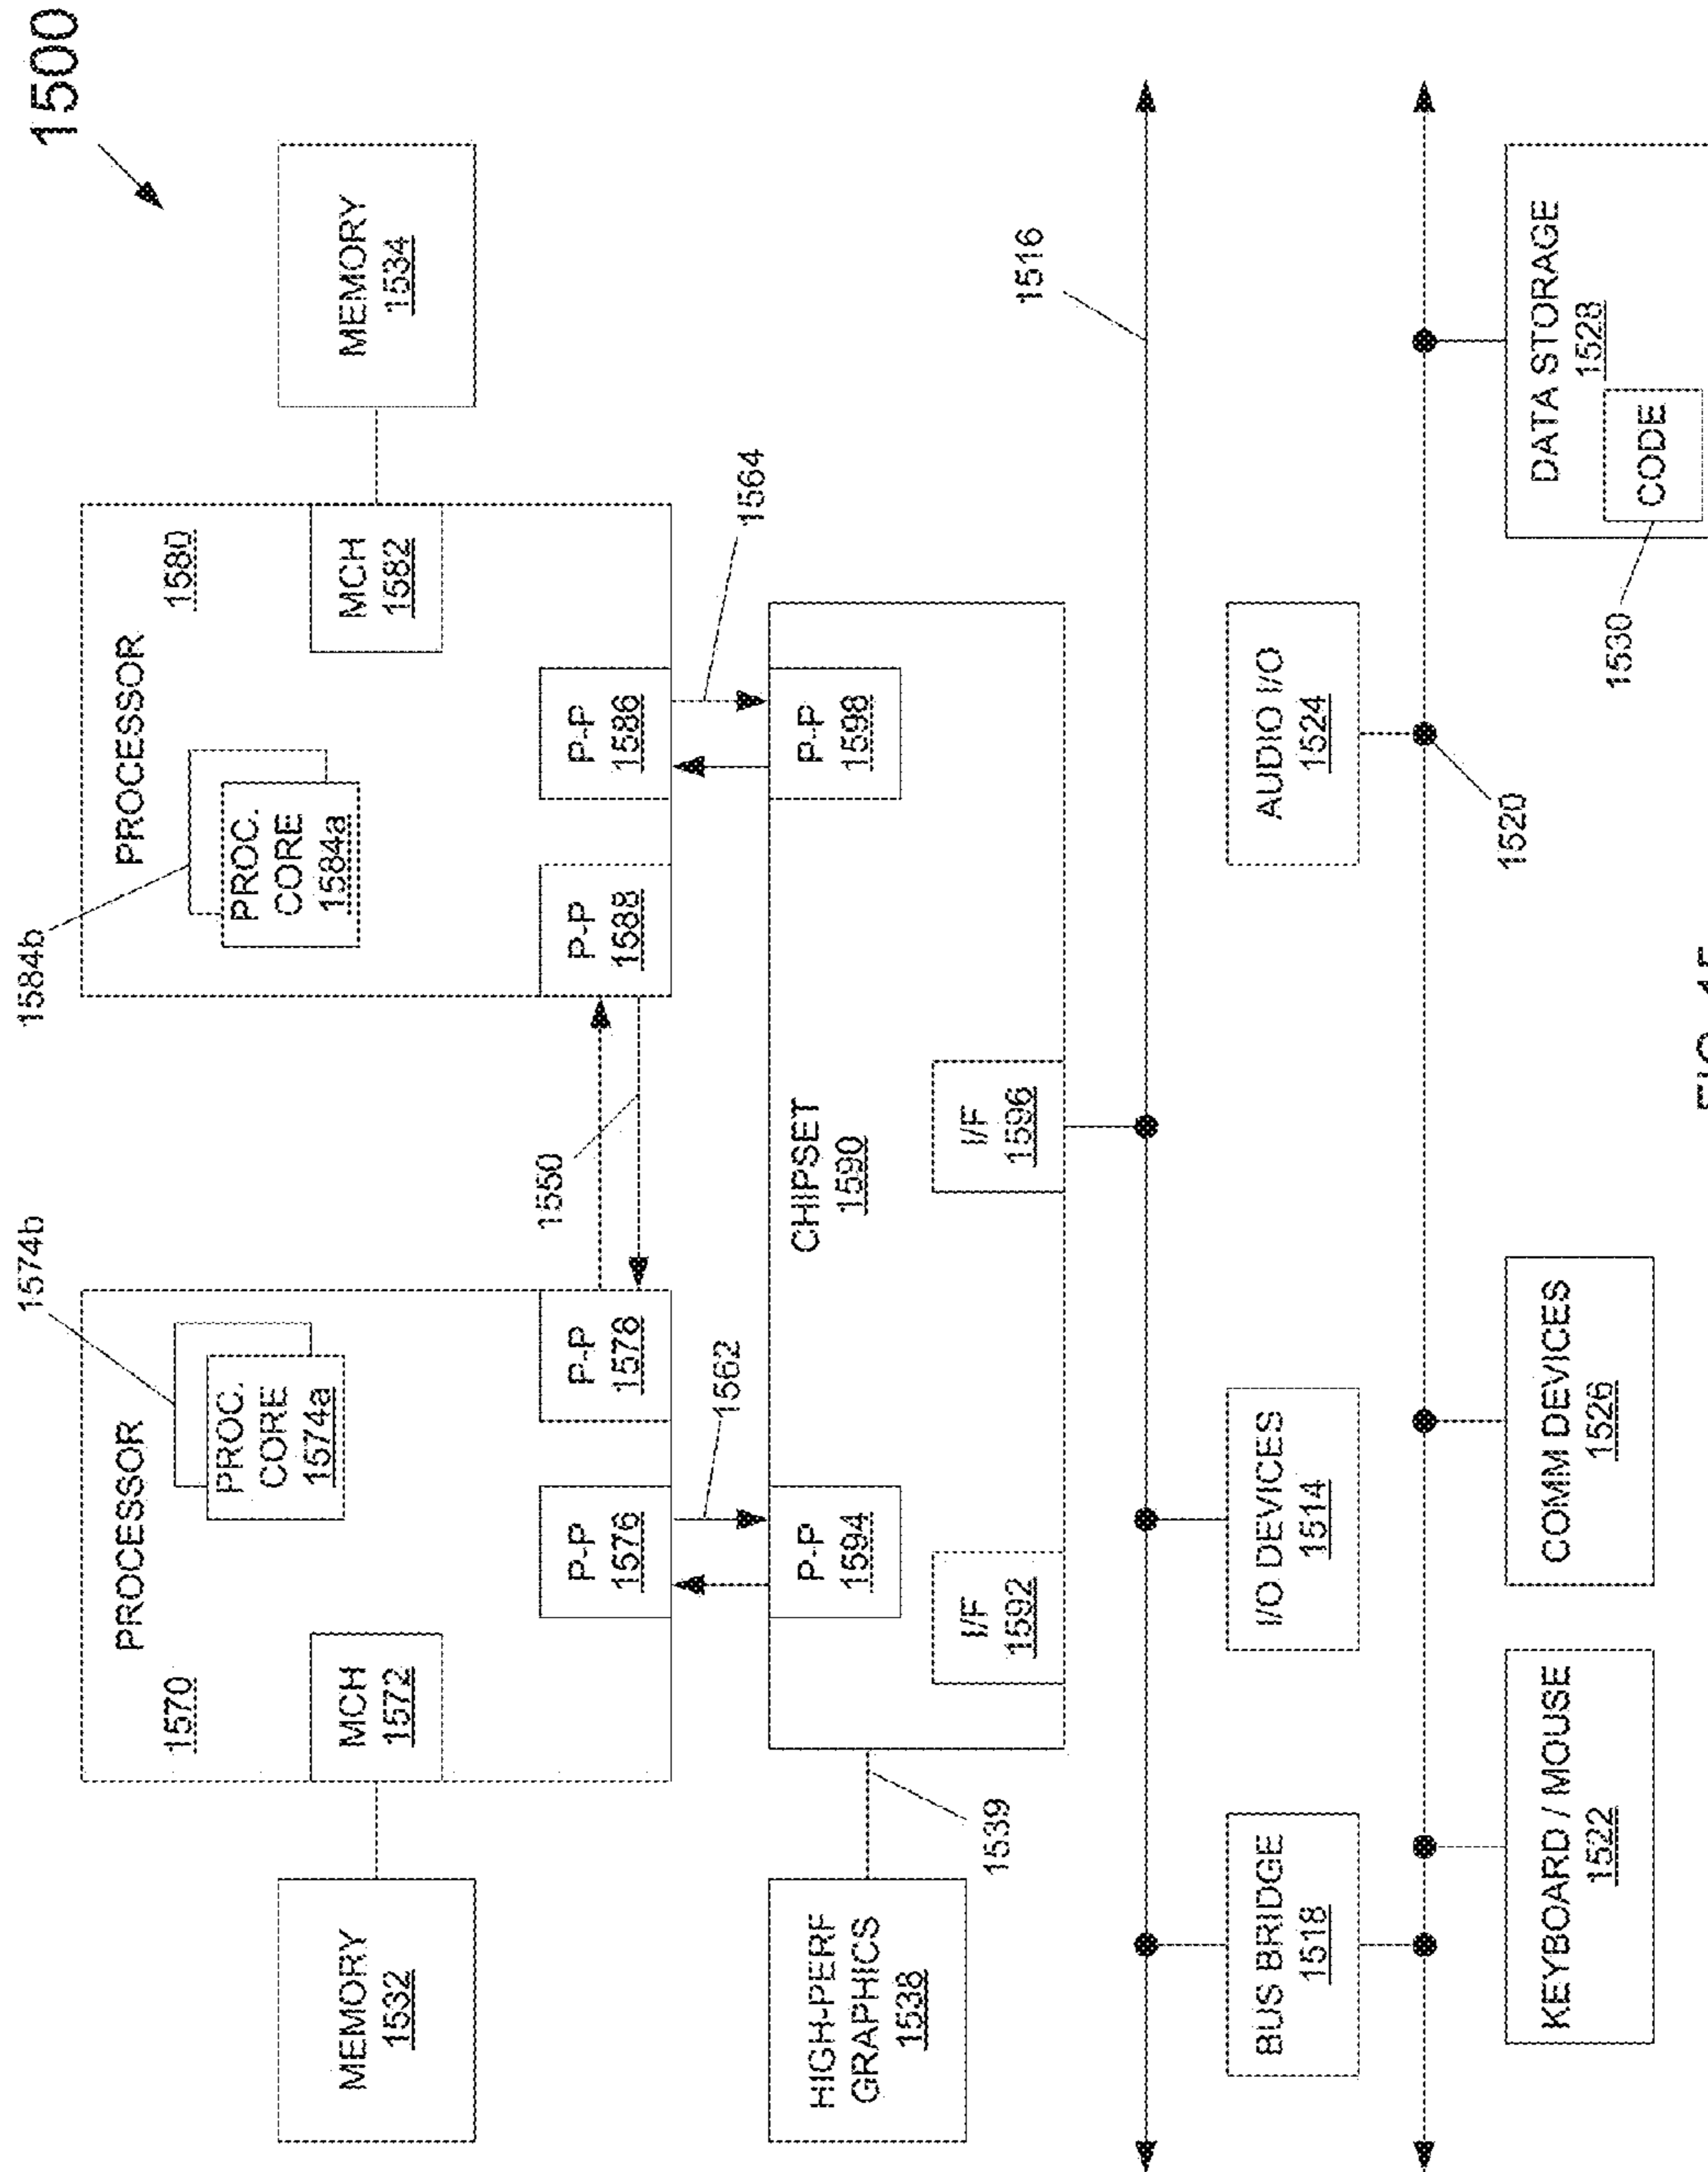 1500
1574b
1584b
PROCESSOR
1570
PROC.
CORE
1574a
MCH
1572
P-P
1576
P-P
1578
PROCESSOR
1580
PROC.
CORE
1584a
MCH
1582
P-P
1588
P-P
1586
MEMORY
1532
MEMORY
1534
1550
1562
1564
HIGH-PERF
GRAPHICS
1538
1539
CHIPSET
1590
P-P
1594
P-P
1598
I/F
1592
I/F
1596
1516
BUS BRIDGE
1518
I/O DEVICES
1514
AUDIO I/O
1524
1520
KEYBOARD / MOUSE
1522
COMM DEVICES
1526
DATA STORAGE
1528
CODE
1530
FIG. 15